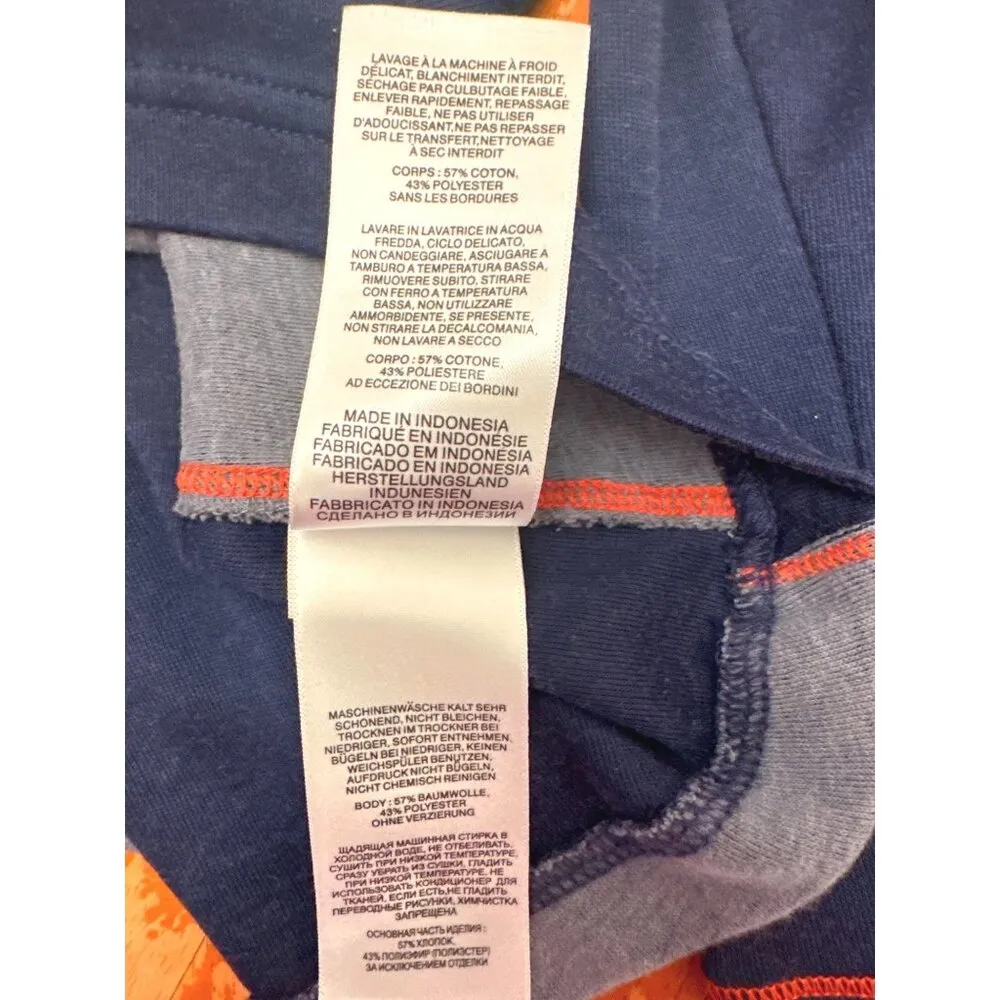 LAVAGE À LA MACHINE À FROID
DÉLICAT, BLANCHIMENT INTERDIT,
SÉCHAGE PAR CULBUTAGE FAIBLE,
ENLEVER RAPIDEMENT, REPASSAGE
FAIBLE, NE PAS UTILISER
D'ADOUCISSANT,NE PAS REPASSER
SUR LE TRANSFERT,NETTOYAGE
À SEC INTERDIT
CORPS : 57% COTON,
43% POLYESTER
SANS LES BORDURES
LAVARE IN LAVATRICE IN ACQUA
FREDDA, CICLO DELICATO,
NON CANDEGGIARE, ASCIUGARE A
TAMBURO A TEMPERATURA BASSA,
RIMUOVERE SUBITO, STIRARE
CON FERRO A TEMPERATURA
BASSA, NON UTILIZZARE
AMMORBIDENTE, SE PRESENTE,
NON STIRARE LA DECALCOMANIA,
NON LAVARE A SECCO
CORPO : 57% COTONE,
43% POLIESTERE
AD ECCEZIONE DEI BORDINI
MADE IN INDONESIA
FABRIQUÉ EN INDONÉSIE
FABRICADO EM INDONÉSIA
FABRICADO EN INDONESIA
HERSTELLUNGSLAND
INDUNESIEN
FABBRICATO IN INDONESIA
СДЕЛАНО В ИНДОНЕЗИИ
MASCHINENWÄSCHE KALT SEHR
SCHONEND, NICHT BLEICHEN,
TROCKNEN IM TROCKNER BEI
NIEDRIGER, SOFORT ENTNEHMEN,
BÜGELN BEI NIEDRIGER, KEINEN
WEICHSPÜLER BENUTZEN,
AUFDRUCK NICHT BÜGELN,
NICHT CHEMISCH REINIGEN
BODY : 57% BAUMWOLLE,
43% POLYESTER
OHNE VERZIERUNG
ЩАДЯЩАЯ МАШИННАЯ СТИРКА В
ХОЛОДНОЙ ВОДЕ, НЕ ОТБЕЛИВАТЬ,
СУШИТЬ ПРИ НИЗКОЙ ТЕМПЕРАТУРЕ,
СРАЗУ УБРАТЬ ИЗ СУШКИ, ГЛАДИТЬ
ПРИ НИЗКОЙ ТЕМПЕРАТУРЕ, НЕ
ИСПОЛЬЗОВАТЬ КОНДИЦИОНЕР ДЛЯ
ТКАНЕЙ, ЕСЛИ ЕСТЬ,НЕ ГЛАДИТЬ
ПЕРЕВОДНЫЕ РИСУНКИ, ХИМЧИСТКА
ЗАПРЕЩЕНА
ОСНОВНАЯ ЧАСТЬ ИЗДЕЛИЯ :
57% ХЛОПОК,
43% ПОЛИЭФИР (ПОЛИЭСТЕР)
ЗА ИСКЛЮЧЕНИЕМ ОТДЕЛКИ